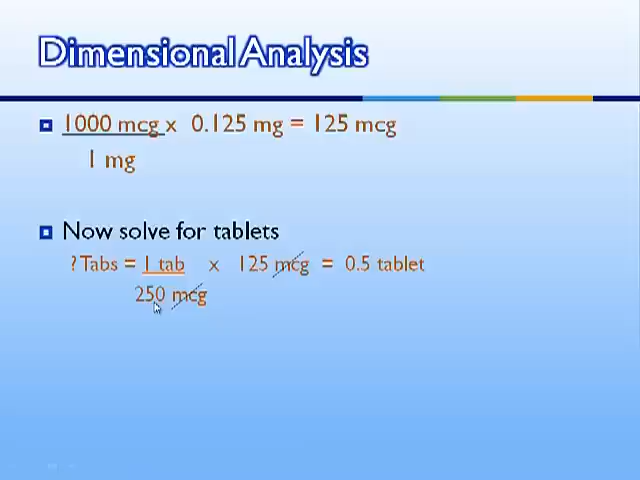 Dimensional Analysis
1000 mcg x 0.125 mg = 125 mcg
1 mg
Now solve for tablets
? Tabs = 1 tab x 125 mcg = 0.5 tablet
250 mcg